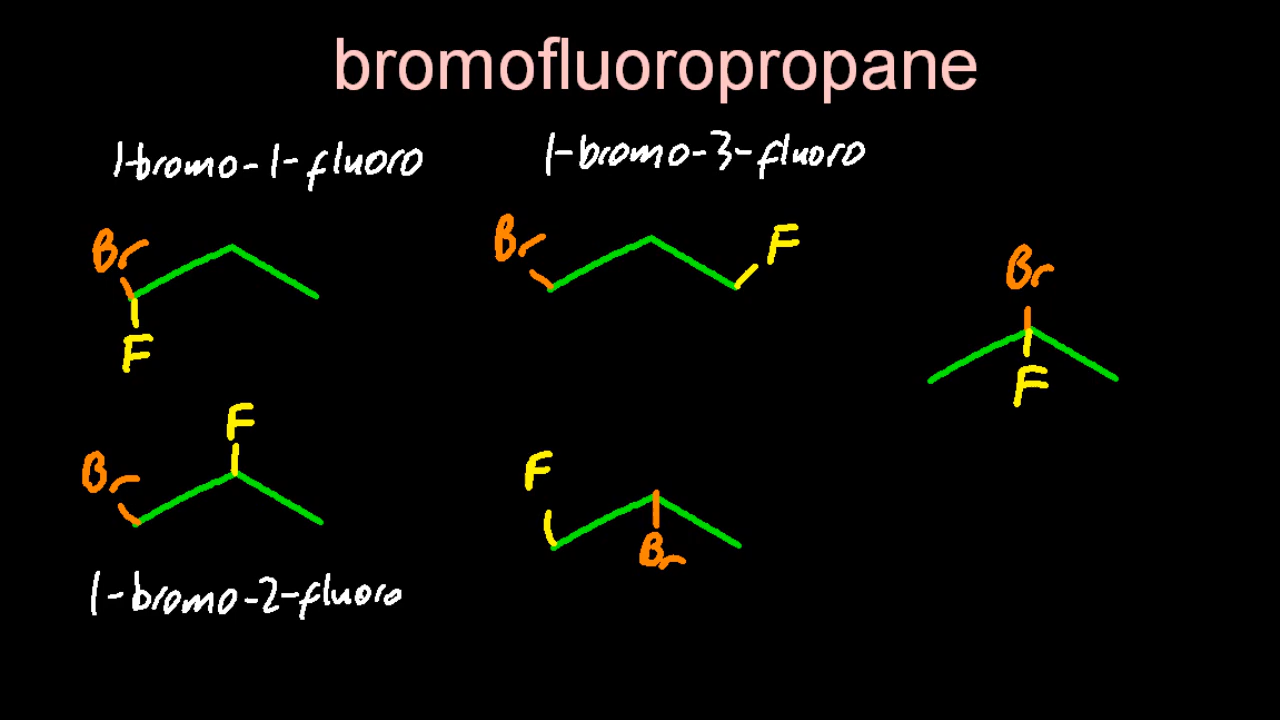 bromofluoropropane
1-bromo-1-fluoro
1-bromo-3-fluoro
Br
F
Br
F
Br
F
Br
F
1-bromo-2-fluoro
F
Br